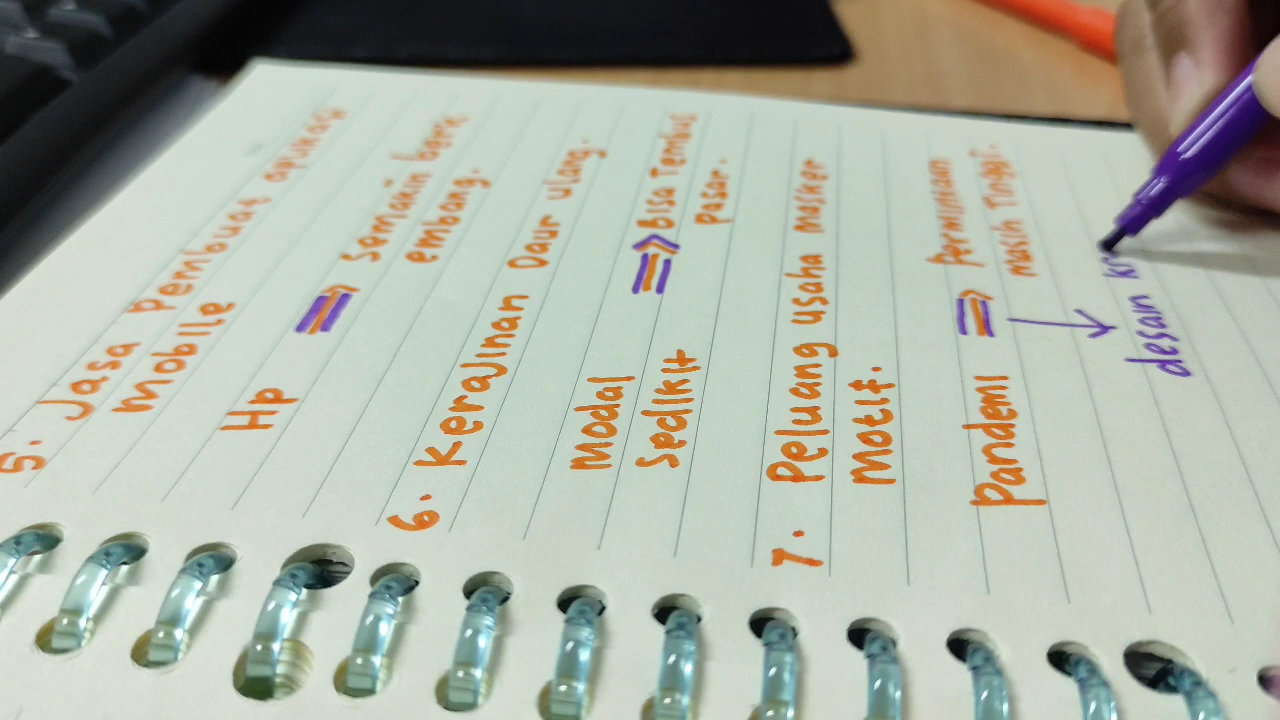 5. Jasa Pembuat aplikasi
mobile
Hp ⇒ Semakin berk
embang.
6. Kerajinan Daur ulang.
Modal
Sedikit ⇒ Bisa Tembus
pasar.
7. Peluang usaha masker
Motif.
Pandemi ⇒ Permintaan
masih Tinggi.
↓
desain